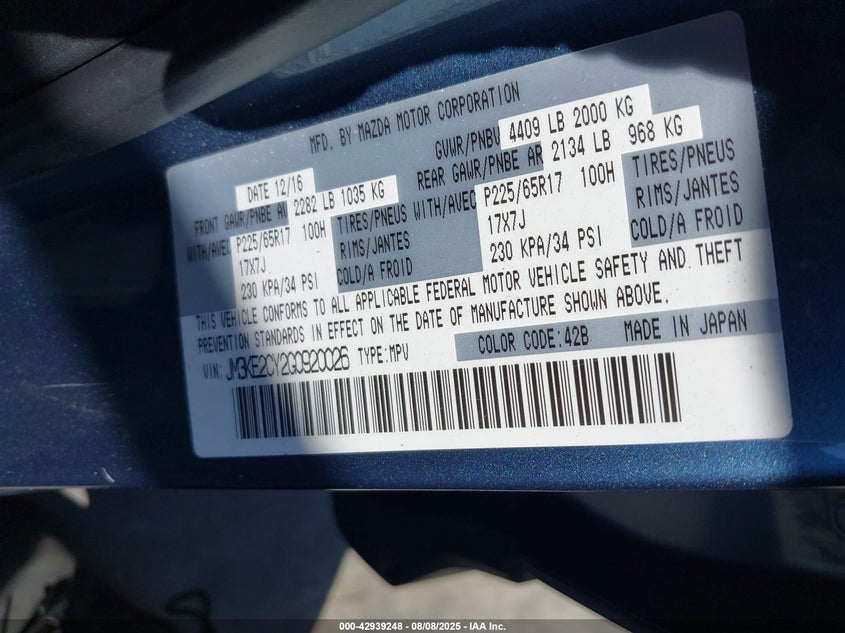 MFD. BY MAZDA MOTOR CORPORATION
DATE 12/16
GVWR/PNBV 4409 LB 2000 KG
FRONT GAWR/PNBE AV 2282 LB 1035 KG
REAR GAWR/PNBE AR 2134 LB 968 KG
WITH/AVEC P225/65R17 100H TIRES/PNEUS
17X7J RIMS/JANTES
230 KPA/34 PSI COLD/A FROID
WITH/AVEC P225/65R17 100H TIRES/PNEUS
17X7J RIMS/JANTES
230 KPA/34 PSI COLD/A FROID
THIS VEHICLE CONFORMS TO ALL APPLICABLE FEDERAL MOTOR VEHICLE SAFETY AND THEFT
PREVENTION STANDARDS IN EFFECT ON THE DATE OF MANUFACTURE SHOWN ABOVE.
VIN: JM3KE2CY2G0920026 TYPE:MPV
COLOR CODE:42B MADE IN JAPAN
000-42939248 - 08/08/2025 - IAA Inc.